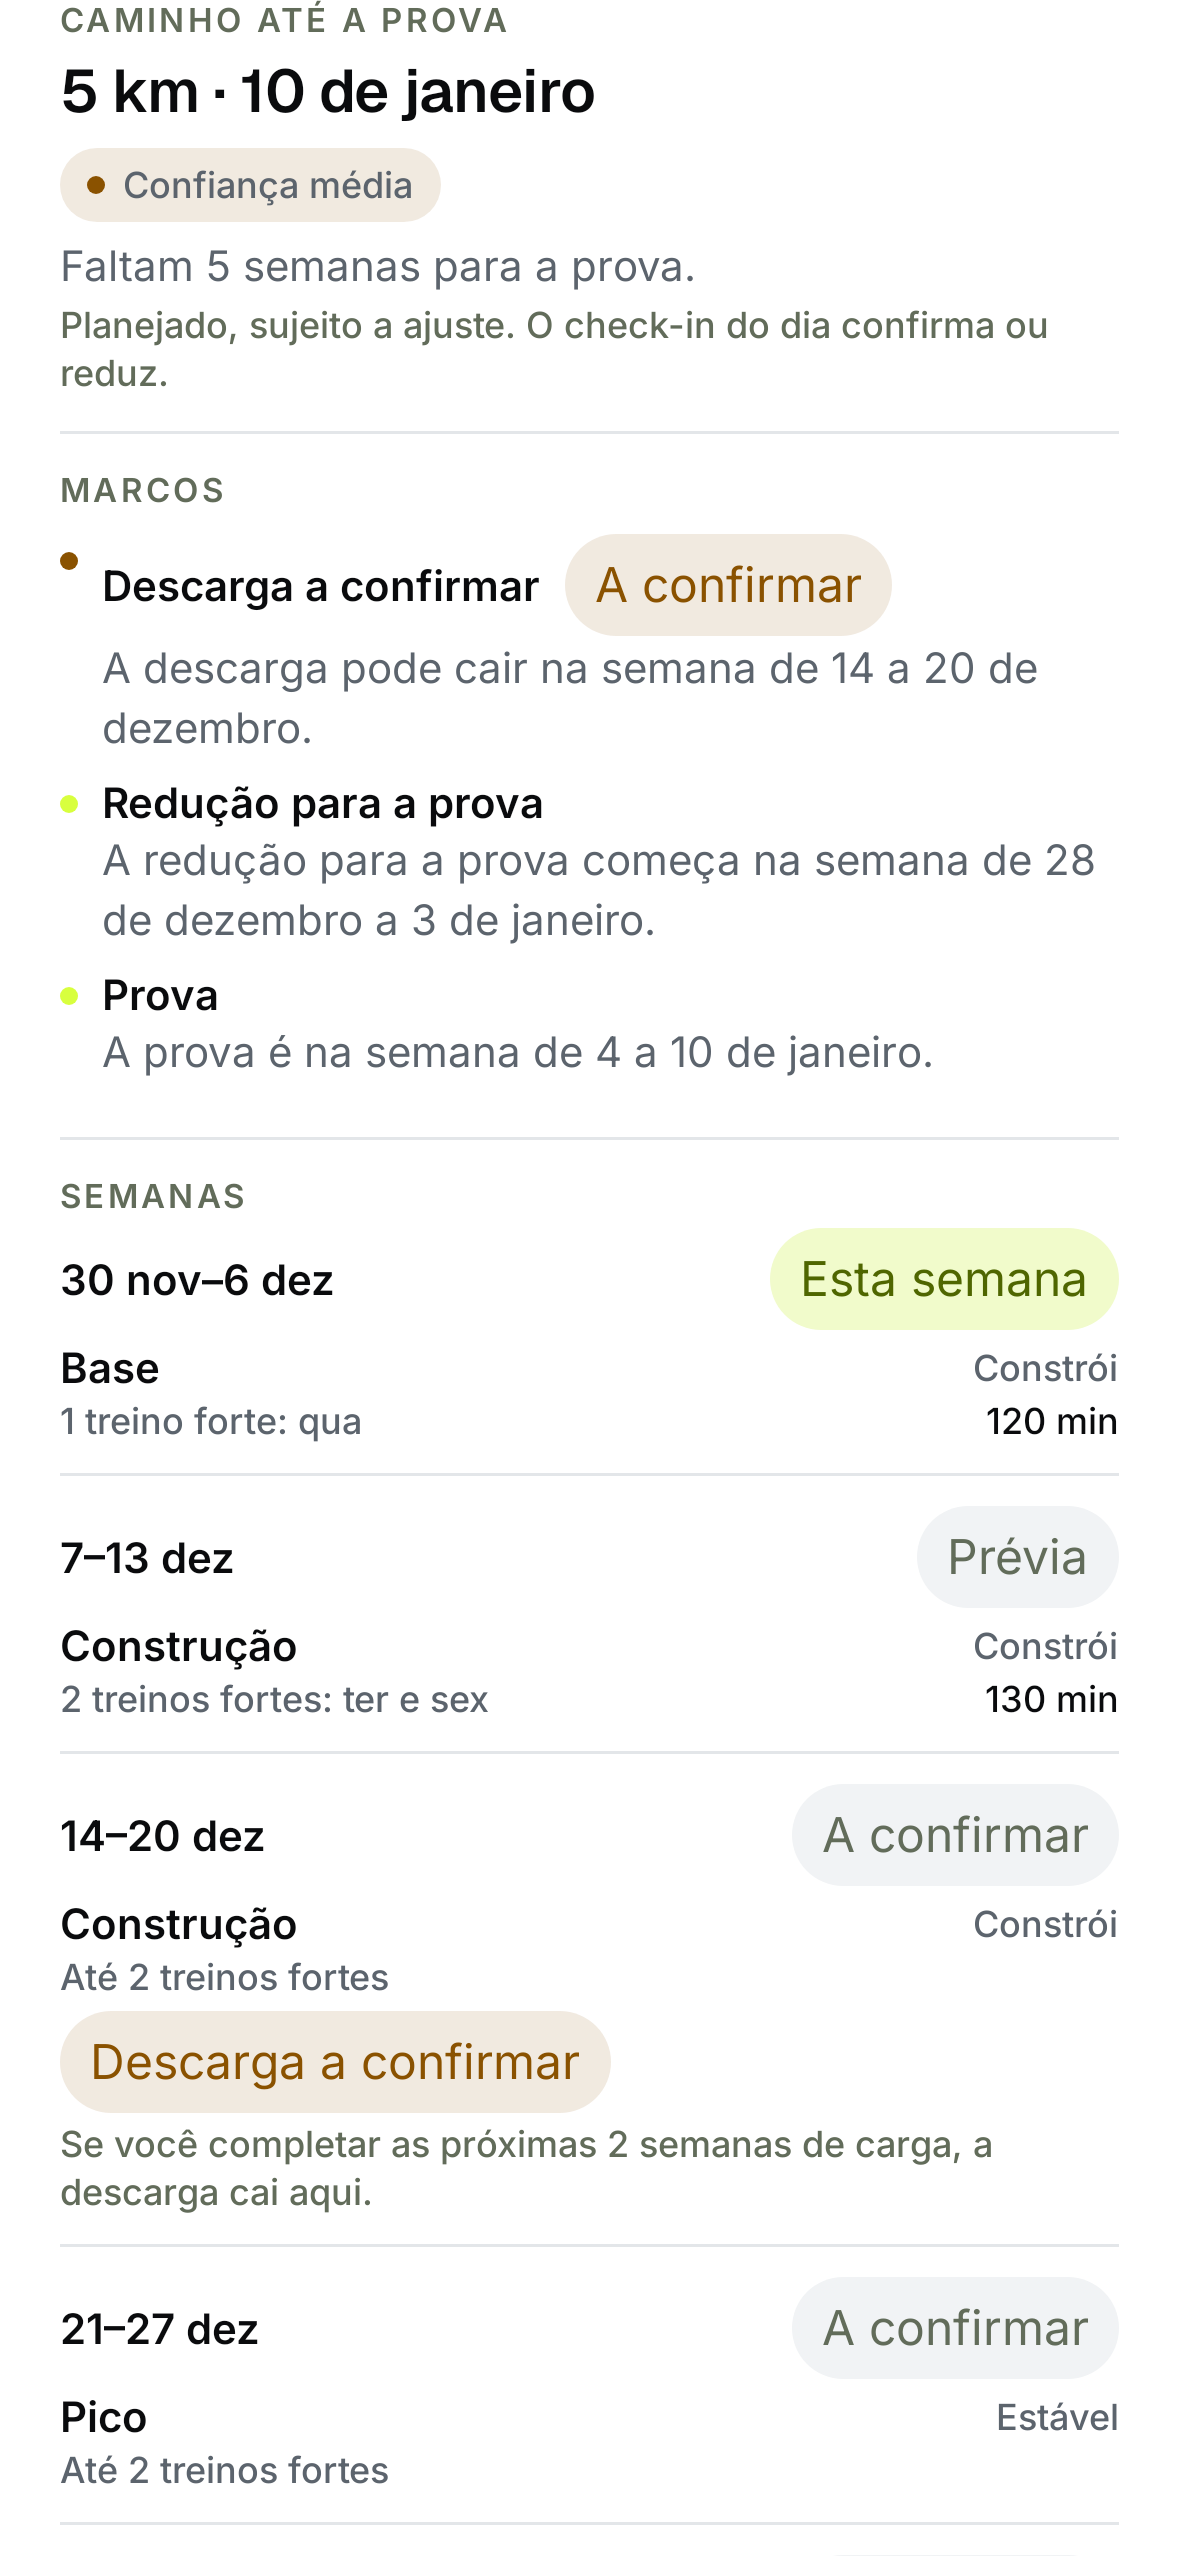 CAMINHO ATÉ A PROVA
5 km · 10 de janeiro
Confiança média
Faltam 5 semanas para a prova.
Planejado, sujeito a ajuste. O check-in do dia confirma ou
reduz.
MARCOS
Descarga a confirmar A confirmar
A descarga pode cair na semana de 14 a 20 de
dezembro.
Redução para a prova
A redução para a prova começa na semana de 28
de dezembro a 3 de janeiro.
Prova
A prova é na semana de 4 a 10 de janeiro.
SEMANAS
30 nov–6 dez Esta semana
Base Constrói
1 treino forte: qua 120 min
7–13 dez Prévia
Construção Constrói
2 treinos fortes: ter e sex 130 min
14–20 dez A confirmar
Construção Constrói
Até 2 treinos fortes
Descarga a confirmar
Se você completar as próximas 2 semanas de carga, a
descarga cai aqui.
21–27 dez A confirmar
Pico Estável
Até 2 treinos fortes